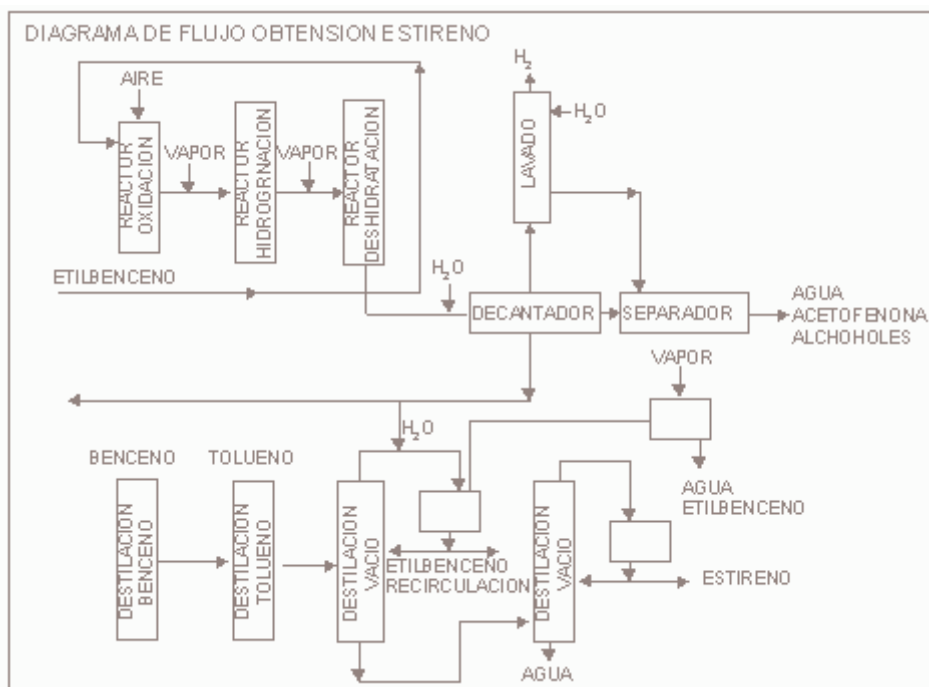 DIAGRAMA DE FLUJO OBTENSION ESTIRENO
AIRE
REACTUR
OXIDACION
VAPOR
REACTUR
HIDROGRNACION
VAPOR
REACTOR
DESHIDRATACION
ETILBENCENO
H₂
H₂O
LAVADO
H₂O
DECANTADOR
SEPARADOR
AGUA
ACETOFENONA
ALCHOHOLES
VAPOR
AGUA
ETILBENCENO
H₂O
BENCENO
TOLUENO
DESTILACION
BENCENO
DESTILACION
TOLUENO
DESTILACION
VACIO
ETILBENCENO
RECIRCULACION
DESTILACION
VACIO
ESTIRENO
AGUA